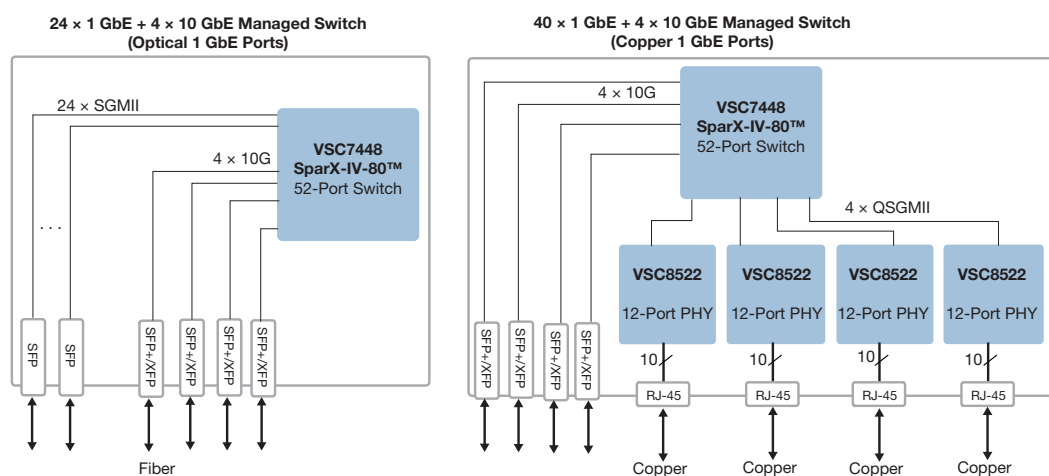 24 × 1 GbE + 4 × 10 GbE Managed Switch
(Optical 1 GbE Ports)
24 × SGMII
4 × 10G
VSC7448
SparX-IV-80™
52-Port Switch
. . .
SFP
SFP
SFP+/XFP
SFP+/XFP
SFP+/XFP
SFP+/XFP
Fiber
40 × 1 GbE + 4 × 10 GbE Managed Switch
(Copper 1 GbE Ports)
4 × 10G
VSC7448
SparX-IV-80™
52-Port Switch
4 × QSGMII
VSC8522
12-Port PHY
VSC8522
12-Port PHY
VSC8522
12-Port PHY
VSC8522
12-Port PHY
SFP+/XFP
SFP+/XFP
SFP+/XFP
SFP+/XFP
10
10
10
10
RJ-45
RJ-45
RJ-45
RJ-45
Copper
Copper
Copper
Copper